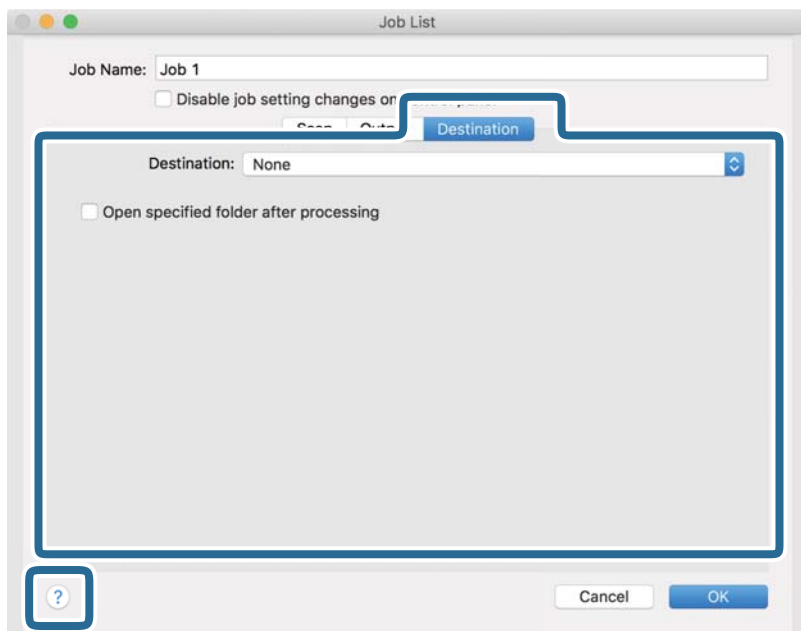 Job List
Job Name: Job 1
Disable job setting changes on
Destination
Destination: None
Open specified folder after processing
? Cancel OK